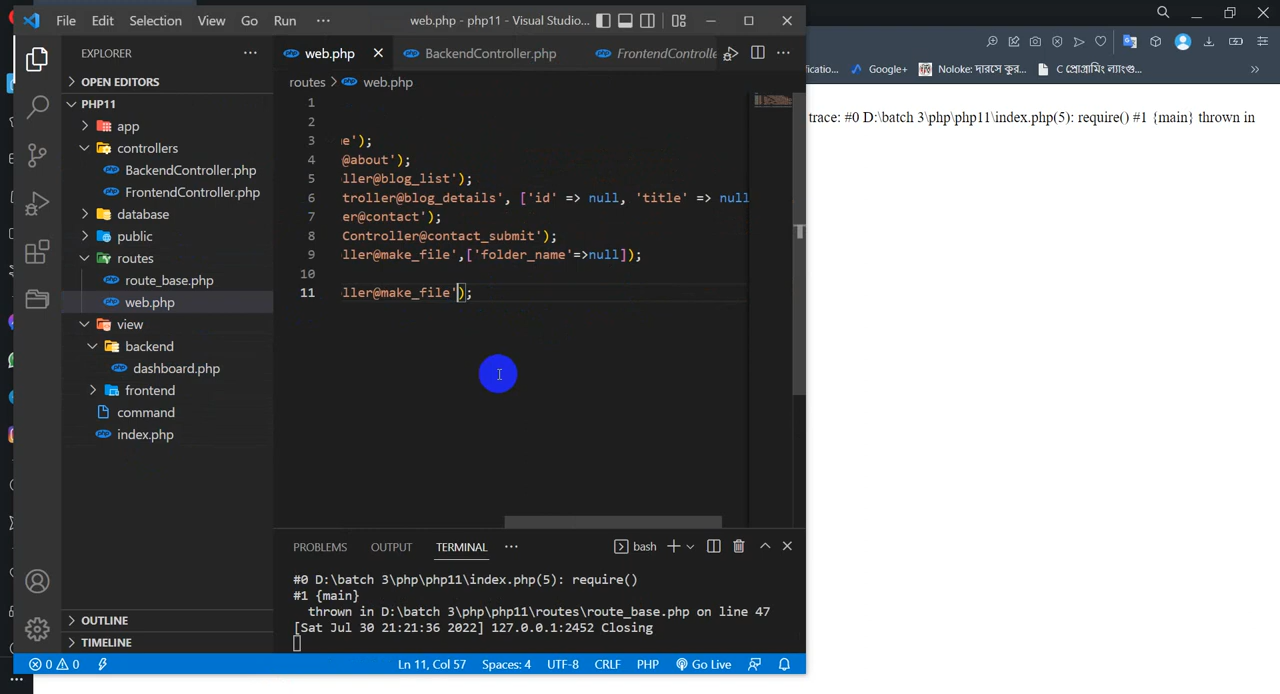 File Edit Selection View Go Run ··· web.php - php11 - Visual Studio...
EXPLORER ···
web.php
BackendController.php
FrontendControlle
OPEN EDITORS
PHP11
app
controllers
BackendController.php
FrontendController.php
database
public
routes
route_base.php
web.php
view
backend
dashboard.php
frontend
command
index.php
OUTLINE
TIMELINE
routes > web.php
1
2
3 e');
4 @about');
5 ller@blog_list');
6 troller@blog_details', ['id' => null, 'title' => null
7 er@contact');
8 Controller@contact_submit');
9 ller@make_file',['folder_name'=>null]);
10
11 ller@make_file');
PROBLEMS OUTPUT TERMINAL ··· bash
#0 D:\batch 3\php\php11\index.php(5): require()
#1 {main}
thrown in D:\batch 3\php\php11\routes\route_base.php on line 47
[Sat Jul 30 21:21:36 2022] 127.0.0.1:2452 Closing
0 0 Ln 11, Col 57 Spaces: 4 UTF-8 CRLF PHP Go Live
ificatio... Google+ Noloke: দারসে কুর... C প্রোগ্রামিং ল্যাংগু...
trace: #0 D:\batch 3\php\php11\index.php(5): require() #1 {main} thrown in